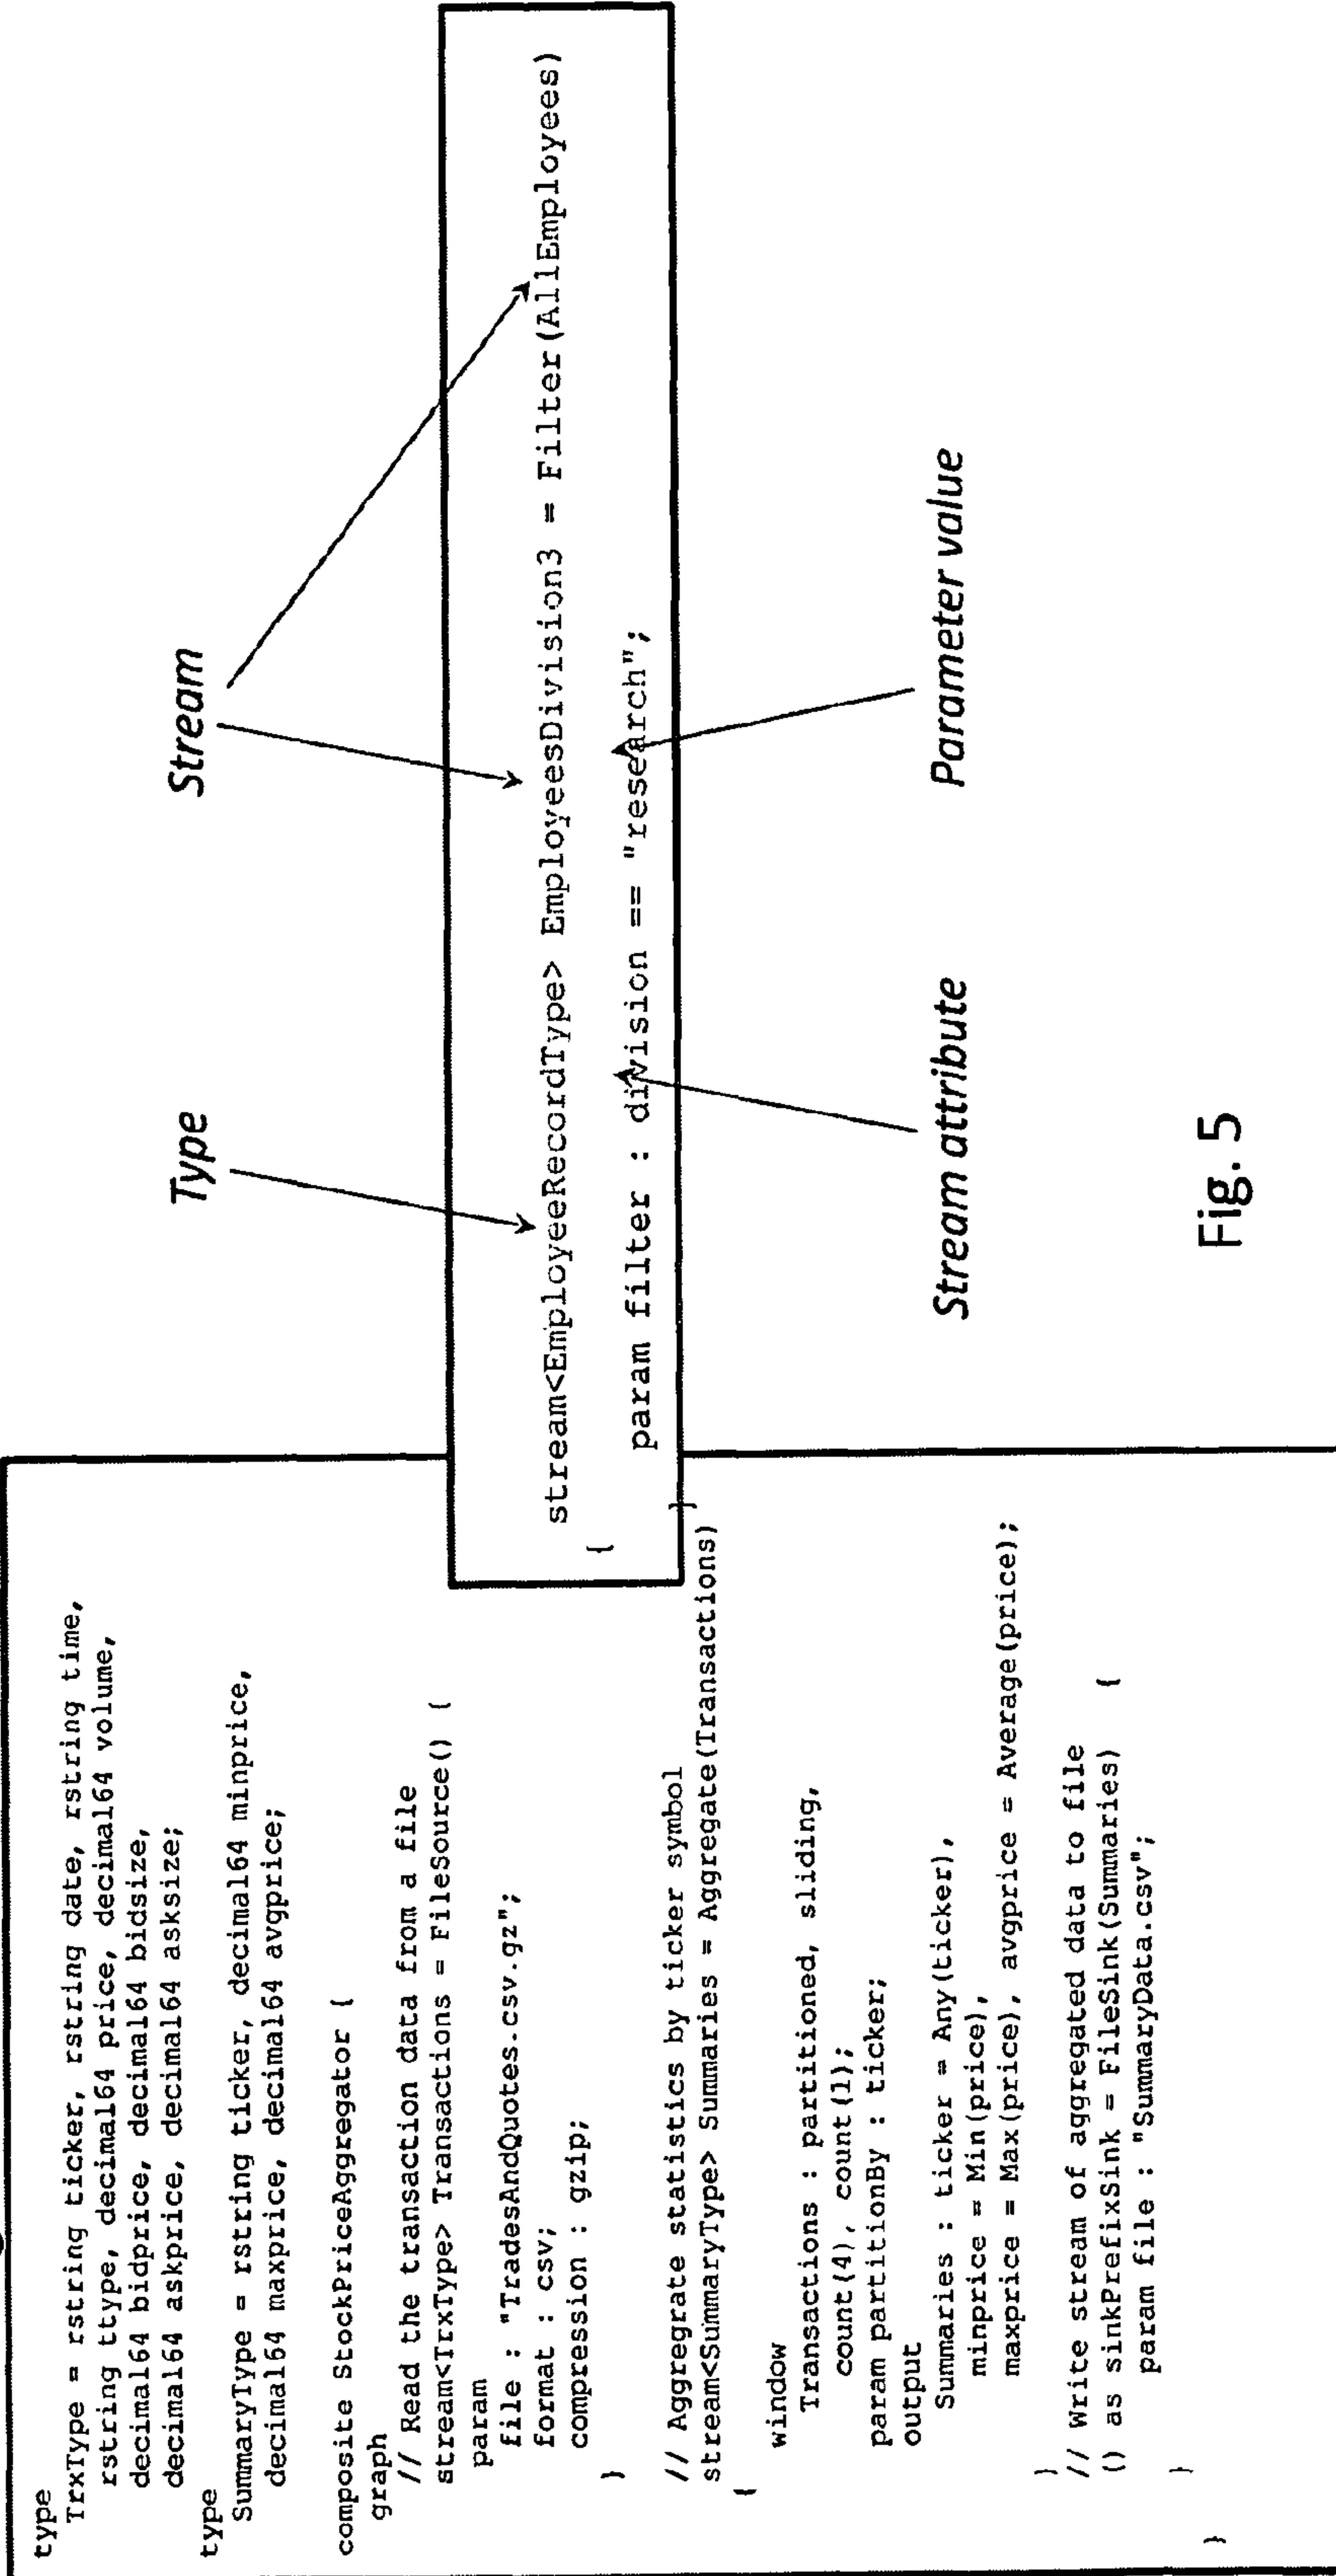 type
TrxType = rstring ticker, rstring date, rstring time,
rstring ttype, decimal64 price, decimal64 volume,
decimal64 bidprice, decimal64 bidsize,
decimal64 askprice, decimal64 asksize;
type
SummaryType = rstring ticker, decimal64 minprice,
decimal64 maxprice, decimal64 avgprice;
composite StockPriceAggregator {
graph
// Read the transaction data from a file
stream<TrxType> Transactions = FileSource() {
param
file : "TradesAndQuotes.csv.gz";
format : csv;
compression : gzip;
}
// Aggregate statistics by ticker symbol
stream<SummaryType> Summaries = Aggregate(Transactions)
{
window
Transactions : partitioned, sliding,
count(4), count(1);
param partitionBy : ticker;
output
Summaries : ticker = Any(ticker),
minprice = Min(price),
maxprice = Max(price), avgprice = Average(price);
}
// Write stream of aggregated data to file
() as sinkPrefixSink = FileSink(Summaries) {
param file : "SummaryData.csv";
}
}
Type
Stream
stream<EmployeeRecordType> EmployeesDivision3 = Filter(AllEmployees)
{
param filter : division == "research";
}
Stream attribute
Parameter value
Fig. 5